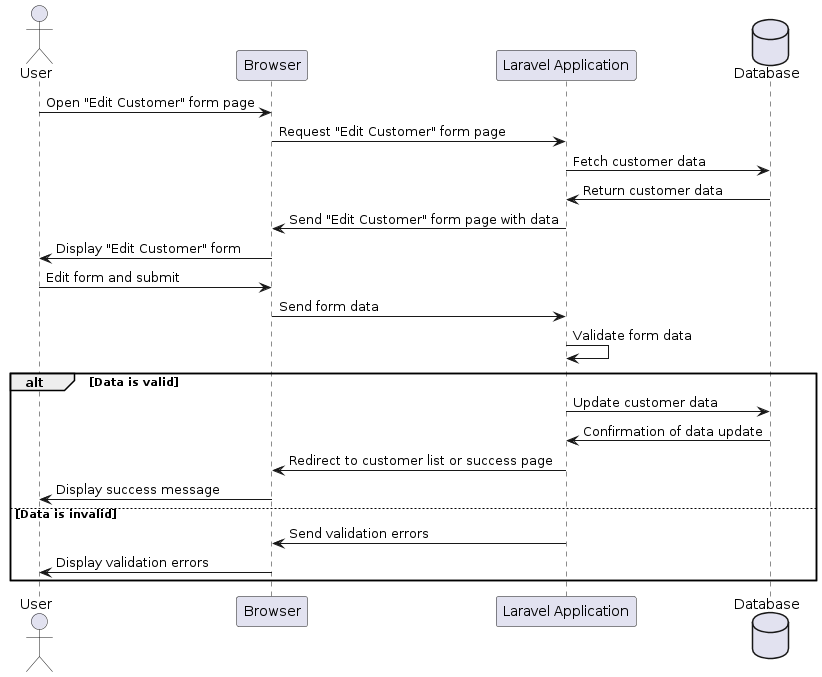 User
Browser
Laravel Application
Database
Open "Edit Customer" form page
Request "Edit Customer" form page
Fetch customer data
Return customer data
Send "Edit Customer" form page with data
Display "Edit Customer" form
Edit form and submit
Send form data
Validate form data
alt [Data is valid]
Update customer data
Confirmation of data update
Redirect to customer list or success page
Display success message
[Data is invalid]
Send validation errors
Display validation errors
User
Browser
Laravel Application
Database